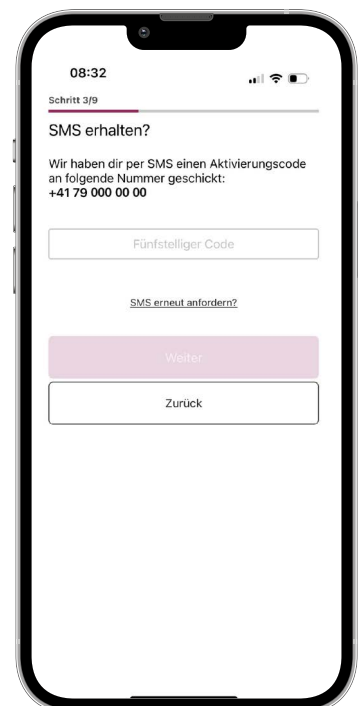 08:32
Schritt 3/9
SMS erhalten?
Wir haben dir per SMS einen Aktivierungscode
an folgende Nummer geschickt:
+41 79 000 00 00
Fünfstelliger Code
SMS erneut anfordern?
Weiter
Zurück